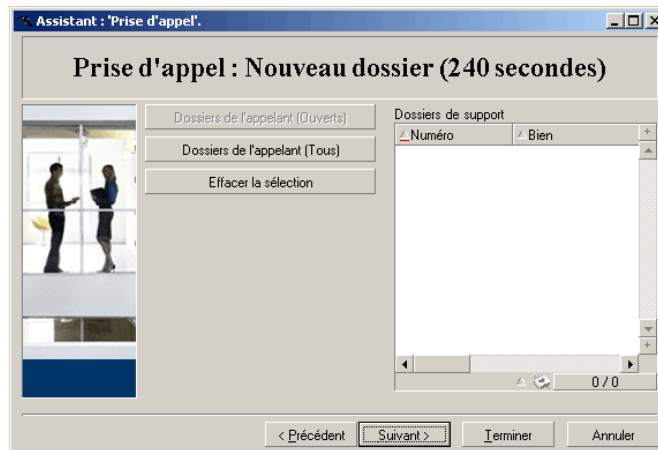 Assistant : 'Prise d'appel'.
Prise d'appel : Nouveau dossier (240 secondes)
Dossiers de l'appelant (Ouverts)
Dossiers de l'appelant (Tous)
Effacer la sélection
Dossiers de support
Numéro Bien
0 / 0
< Précédent Suivant > Terminer Annuler